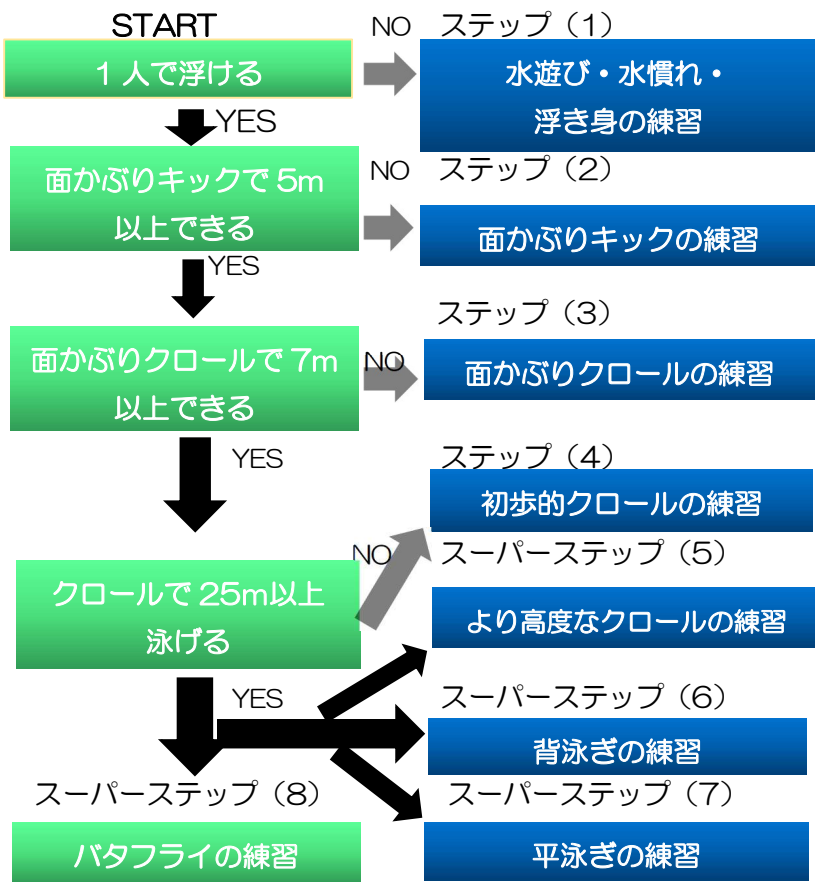 START
NO
ステップ（1）
1人で浮ける
水遊び・水慣れ・
浮き身の練習
YES
NO
ステップ（2）
面かぶりキックで5m
以上できる
面かぶりキックの練習
YES
ステップ（3）
面かぶりクロールで7m
以上できる
NO
面かぶりクロールの練習
YES
ステップ（4）
初歩的クロールの練習
NO
スーパーステップ（5）
クロールで25m以上
泳げる
より高度なクロールの練習
YES
スーパーステップ（6）
背泳ぎの練習
スーパーステップ（8）
スーパーステップ（7）
バタフライの練習
平泳ぎの練習